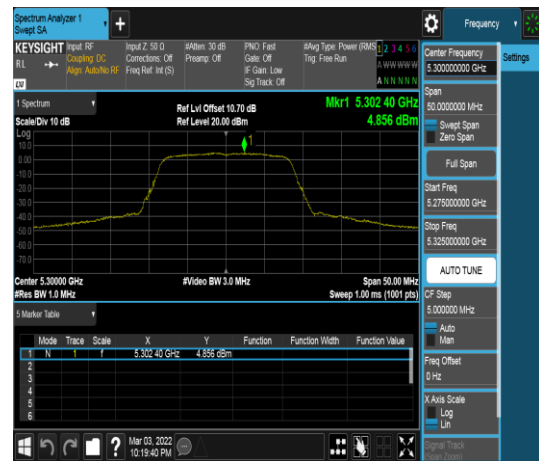 Spectrum Analyzer 1
Swept SA
+
Frequency
KEYSIGHT Input: RF Input Z: 50 Ω #Atten: 30 dB PNO: Fast #Avg Type: Power (RMS 1 2 3 4 5 6
RL Coupling: DC Corrections: Off Preamp: Off Gate: Off Trig: Free Run A WW WW W
Align: Auto/No RF Freq Ref: Int (S) IF Gain: Low
Sig Track: Off A N N N N N
LXI
1 Spectrum
Scale/Div 10 dB
Ref Lvl Offset 10.70 dB
Ref Level 20.00 dBm
Mkr1 5.302 40 GHz
4.856 dBm
Log
1
10.0
0.00
-10.0
-20.0
-30.0
-40.0
-50.0
-60.0
-70.0
Center 5.30000 GHz #Video BW 3.0 MHz Span 50.00 MHz
#Res BW 1.0 MHz Sweep 1.00 ms (1001 pts)
5 Marker Table
Mode Trace Scale X Y Function Function Width Function Value
1 N 1 f 5.302 40 GHz 4.856 dBm
2
3
4
5
6
Mar 03, 2022
10:19:40 PM
?
Center Frequency
5.300000000 GHz
Settings
Span
50.0000000 MHz
Swept Span
Zero Span
Full Span
Start Freq
5.275000000 GHz
Stop Freq
5.325000000 GHz
AUTO TUNE
CF Step
5.000000 MHz
Auto
Man
Freq Offset
0 Hz
X Axis Scale
Log
Lin
Signal Track
(Span Zoom)